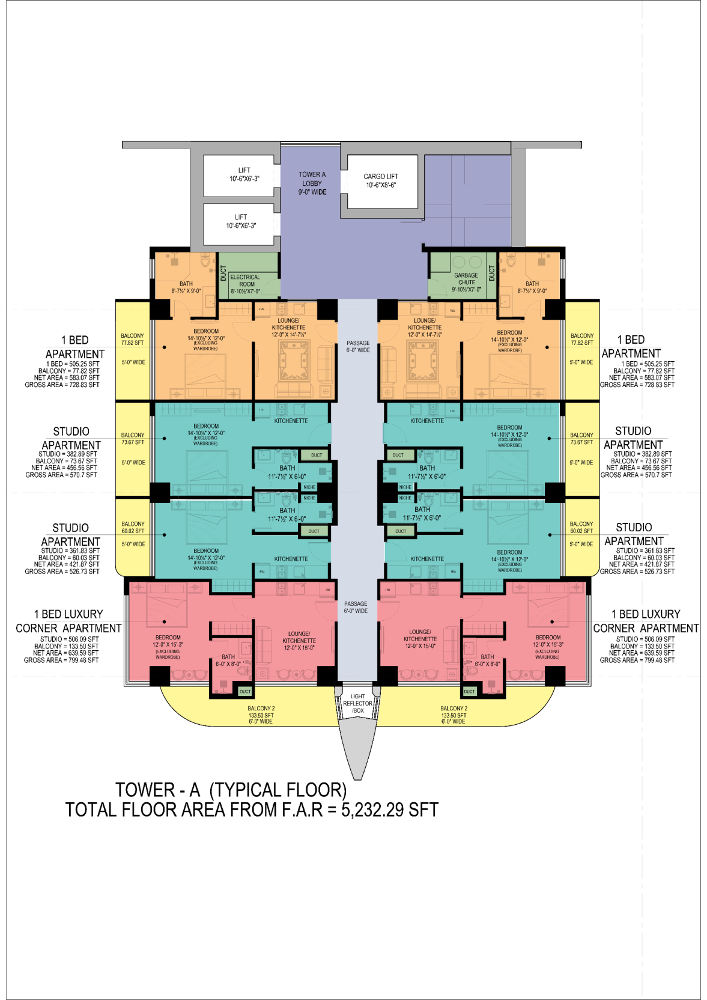 LIFT
10'-6"X6'-3"
TOWER A
LOBBY
9'-0" WIDE
CARGO LIFT
10'-6"X8'-6"
LIFT
10'-6"X6'-3"
BATH
8'-7½" X 9'-0"
DUCT
ELECTRICAL
ROOM
8'-10½"X7'-0"
GARBAGE
CHUTE
9'-10½"X7'-0"
DUCT
BATH
8'-7½" X 9'-0"
1 BED
APARTMENT
1 BED = 505.25 SFT
BALCONY = 77.82 SFT
NET AREA = 583.07 SFT
GROSS AREA = 728.83 SFT
BALCONY
77.82 SFT
5'-0" WIDE
BEDROOM
14'-10½" X 12'-0"
(EXCLUDING
WARDROBE)
FRG
LOUNGE/
KITCHENETTE
12'-0" X 14'-7½"
PASSAGE
6'-0" WIDE
FRG
LOUNGE/
KITCHENETTE
12'-0" X 14'-7½"
BEDROOM
14'-10½" X 12'-0"
(EXCLUDING
WARDROBE)
BALCONY
77.82 SFT
5'-0" WIDE
1 BED
APARTMENT
1 BED = 505.25 SFT
BALCONY = 77.82 SFT
NET AREA = 583.07 SFT
GROSS AREA = 728.83 SFT
STUDIO
APARTMENT
STUDIO = 382.89 SFT
BALCONY = 73.67 SFT
NET AREA = 456.56 SFT
GROSS AREA = 570.7 SFT
BALCONY
73.67 SFT
5'-0" WIDE
BEDROOM
14'-10½" X 12'-0"
(EXCLUDING
WARDROBE)
KITCHENETTE
DUCT
BATH
11'-7½" X 6'-0"
NICHE
KITCHENETTE
DUCT
BATH
11'-7½" X 6'-0"
NICHE
BEDROOM
14'-10½" X 12'-0"
(EXCLUDING
WARDROBE)
BALCONY
73.67 SFT
5'-0" WIDE
STUDIO
APARTMENT
STUDIO = 382.89 SFT
BALCONY = 73.67 SFT
NET AREA = 456.56 SFT
GROSS AREA = 570.7 SFT
STUDIO
APARTMENT
STUDIO = 361.83 SFT
BALCONY = 60.03 SFT
NET AREA = 421.87 SFT
GROSS AREA = 526.73 SFT
BALCONY
60.02 SFT
5'-0" WIDE
BEDROOM
14'-10½" X 12'-0"
(EXCLUDING
WARDROBE)
NICHE
BATH
11'-7½" X 6'-0"
DUCT
KITCHENETTE
FRG
NICHE
BATH
11'-7½" X 6'-0"
DUCT
KITCHENETTE
FRG
BEDROOM
14'-10½" X 12'-0"
(EXCLUDING
WARDROBE)
BALCONY
60.02 SFT
5'-0" WIDE
STUDIO
APARTMENT
STUDIO = 361.83 SFT
BALCONY = 60.03 SFT
NET AREA = 421.87 SFT
GROSS AREA = 526.73 SFT
1 BED LUXURY
CORNER APARTMENT
STUDIO = 506.09 SFT
BALCONY = 133.50 SFT
NET AREA = 639.59 SFT
GROSS AREA = 799.48 SFT
BEDROOM
12'-0" X 15'-3"
(EXCLUDING
WARDROBE)
BATH
6'-0" X 8'-0"
DUCT
LOUNGE/
KITCHENETTE
12'-0" X 15'-0"
PASSAGE
6'-0" WIDE
LOUNGE/
KITCHENETTE
12'-0" X 15'-0"
BATH
6'-0" X 8'-0"
DUCT
BEDROOM
12'-0" X 15'-3"
(EXCLUDING
WARDROBE)
1 BED LUXURY
CORNER APARTMENT
STUDIO = 506.09 SFT
BALCONY = 133.50 SFT
NET AREA = 639.59 SFT
GROSS AREA = 799.48 SFT
BALCONY 2
133.50 SFT
6'-0" WIDE
LIGHT
REFLECTOR
/BOX
BALCONY 2
133.50 SFT
6'-0" WIDE
TOWER - A (TYPICAL FLOOR)
TOTAL FLOOR AREA FROM F.A.R = 5,232.29 SFT